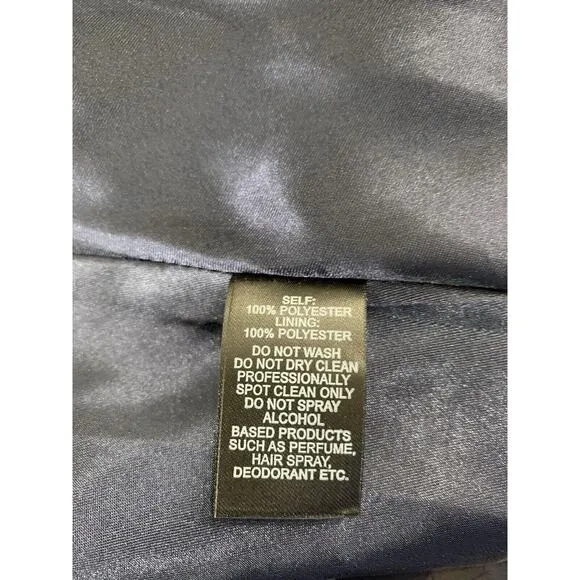 SELF:
100% POLYESTER
LINING:
100% POLYESTER
DO NOT WASH
DO NOT DRY CLEAN
PROFESSIONALLY
SPOT CLEAN ONLY
DO NOT SPRAY
ALCOHOL
BASED PRODUCTS
SUCH AS PERFUME,
HAIR SPRAY,
DEODORANT ETC.